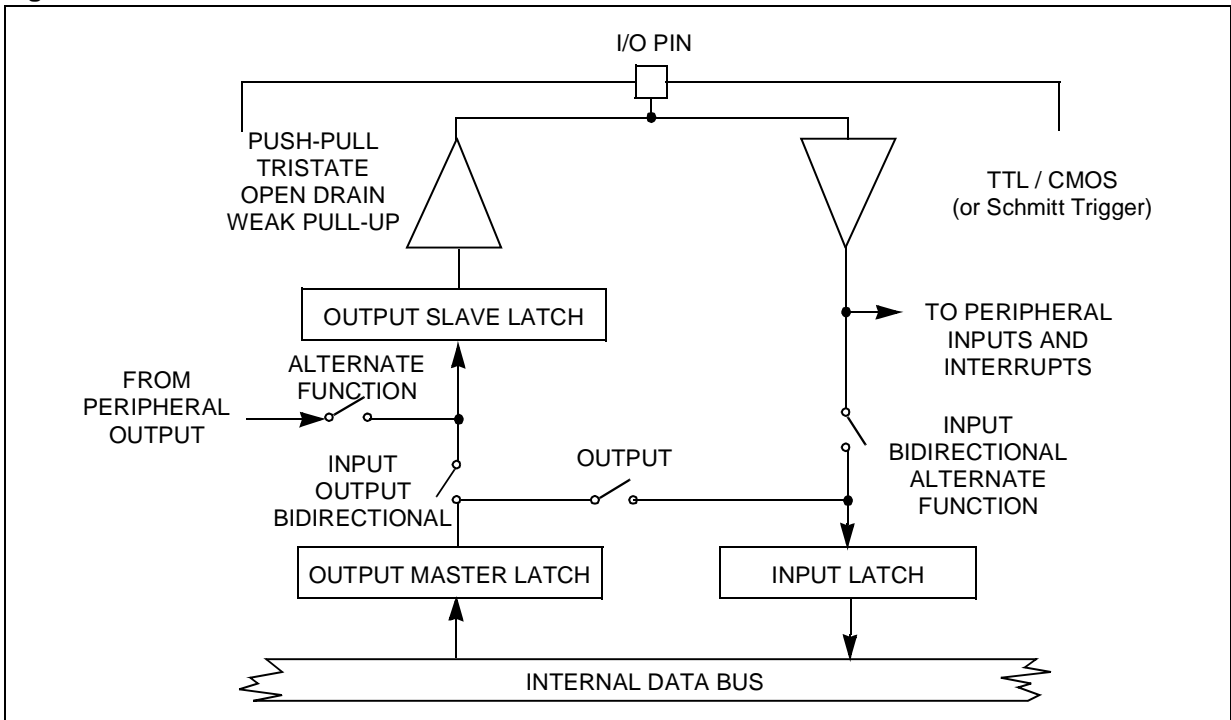 I/O PIN
PUSH-PULL
TRISTATE
OPEN DRAIN
WEAK PULL-UP
TTL / CMOS
(or Schmitt Trigger)
OUTPUT SLAVE LATCH
TO PERIPHERAL
INPUTS AND
INTERRUPTS
ALTERNATE
FUNCTION
FROM
PERIPHERAL
OUTPUT
INPUT
OUTPUT
BIDIRECTIONAL
OUTPUT
INPUT
BIDIRECTIONAL
ALTERNATE
FUNCTION
OUTPUT MASTER LATCH
INPUT LATCH
INTERNAL DATA BUS